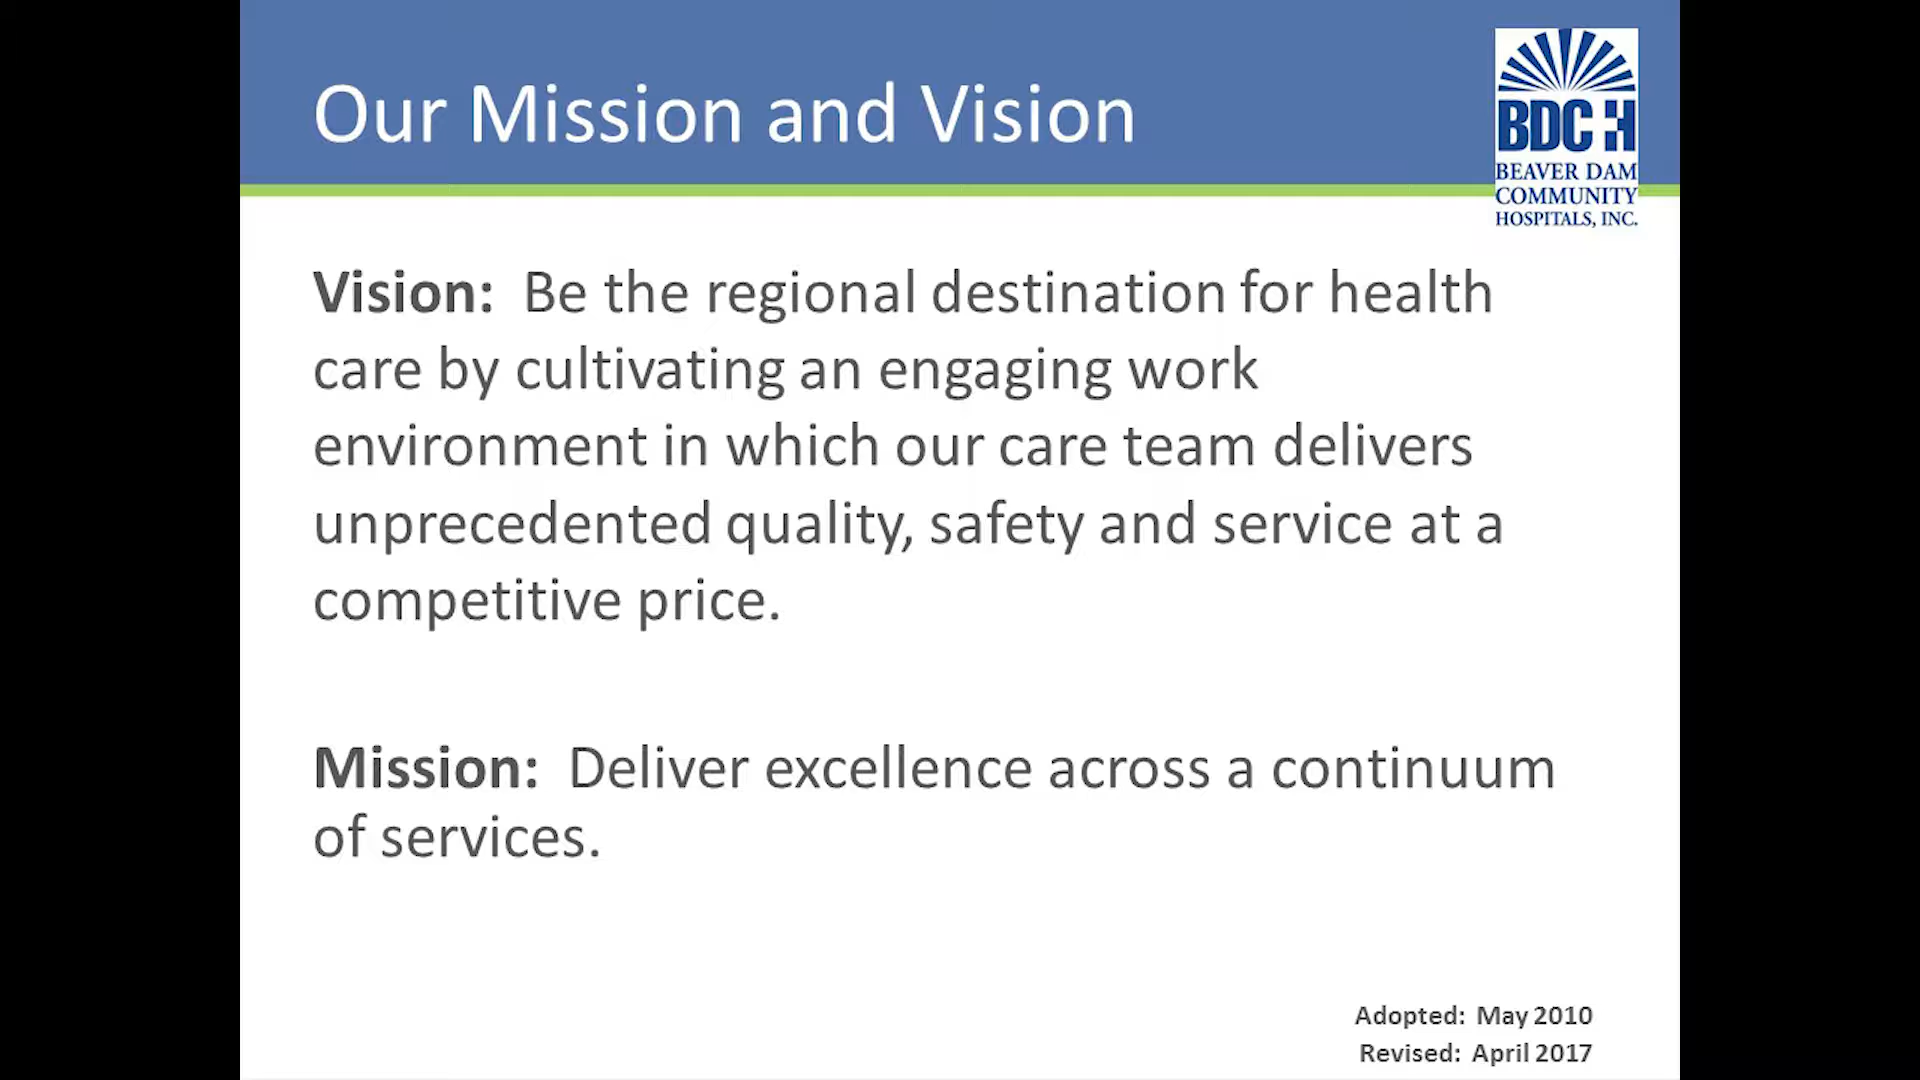 Our Mission and Vision
BDCH
BEAVER DAM
COMMUNITY
HOSPITALS, INC.
Vision: Be the regional destination for health
care by cultivating an engaging work
environment in which our care team delivers
unprecedented quality, safety and service at a
competitive price.
Mission: Deliver excellence across a continuum
of services.
Adopted: May 2010
Revised: April 2017